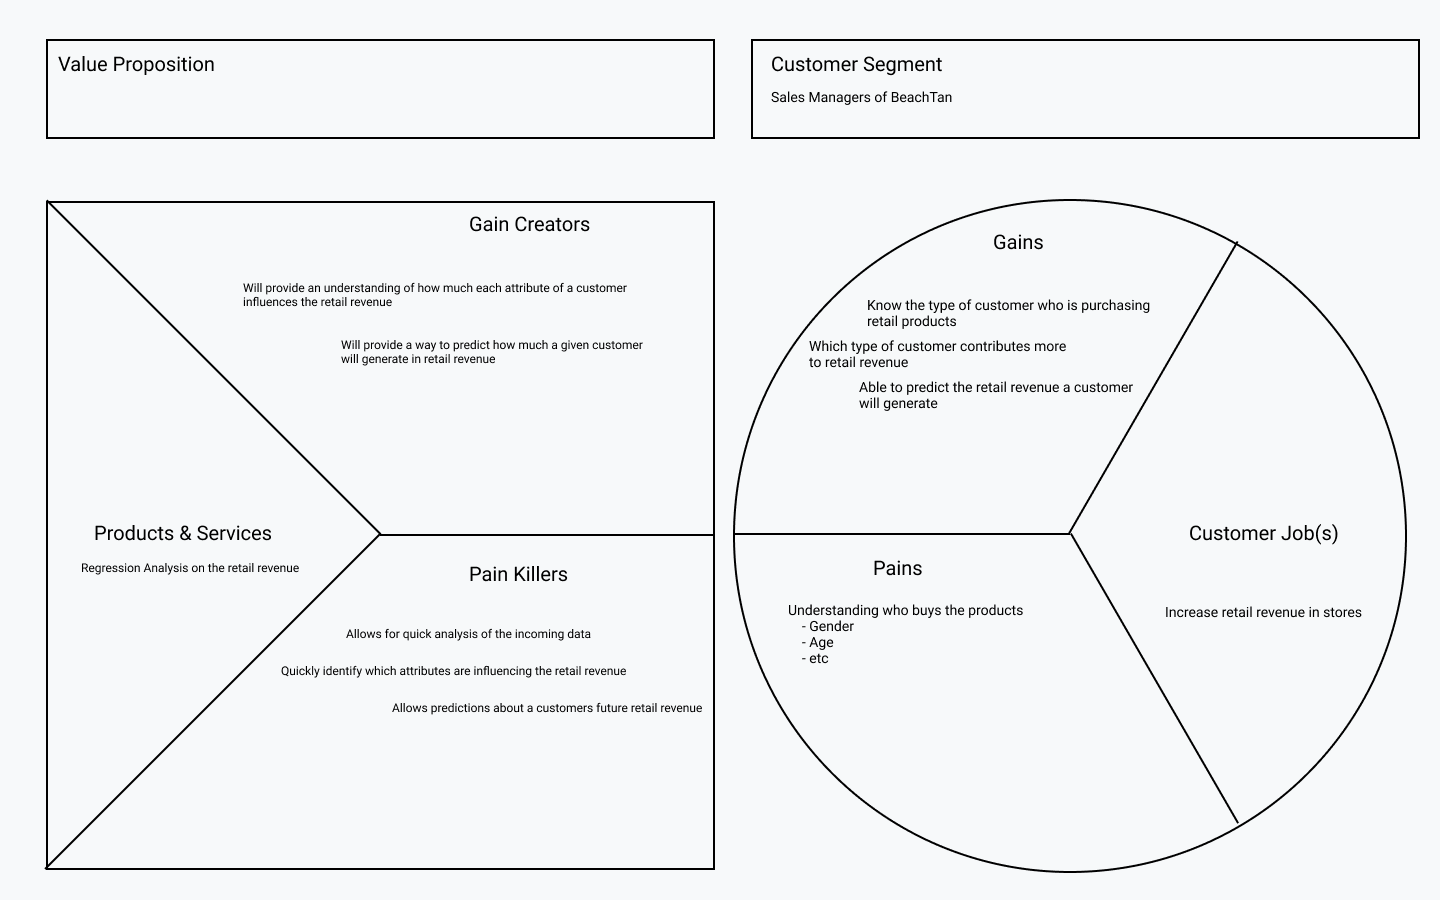 Value Proposition
Customer Segment
Sales Managers of BeachTan
Gain Creators
Will provide an understanding of how much each attribute of a customer
influences the retail revenue
Will provide a way to predict how much a given customer
will generate in retail revenue
Products & Services
Regression Analysis on the retail revenue
Pain Killers
Allows for quick analysis of the incoming data
Quickly identify which attributes are influencing the retail revenue
Allows predictions about a customers future retail revenue
Gains
Know the type of customer who is purchasing
retail products
Which type of customer contributes more
to retail revenue
Able to predict the retail revenue a customer
will generate
Pains
Understanding who buys the products
- Gender
- Age
- etc
Customer Job(s)
Increase retail revenue in stores